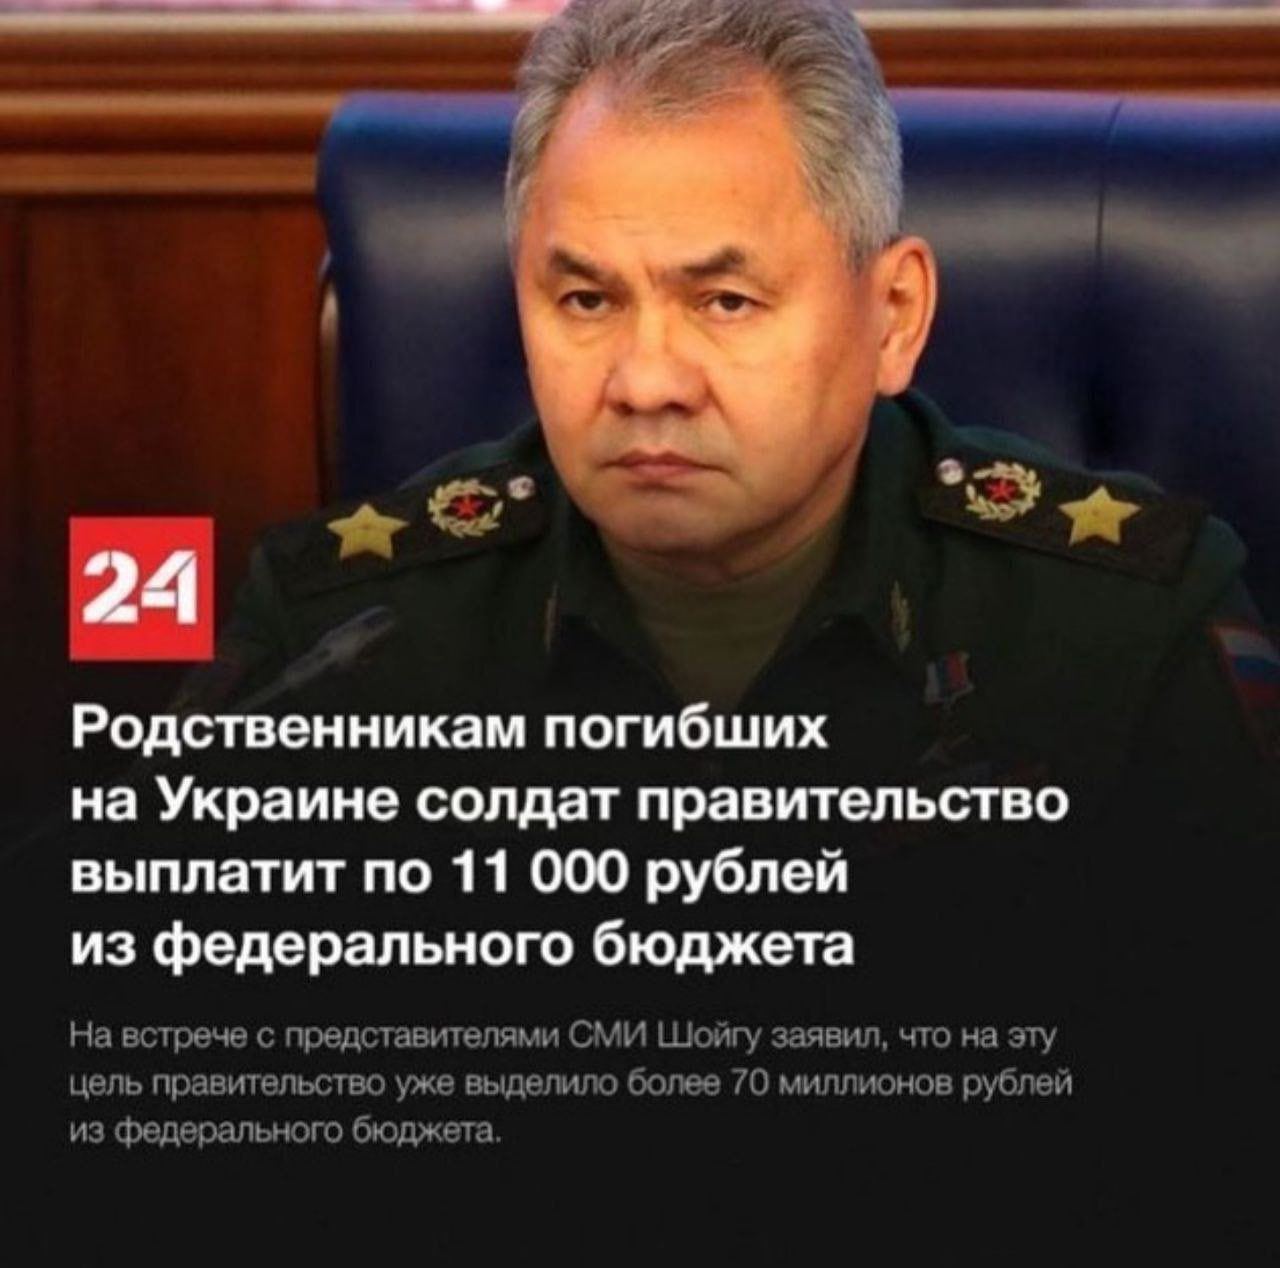 24
Родственникам погибших
на Украине солдат правительство
выплатит по 11 000 рублей
из федерального бюджета
На встрече с представителями СМИ Шойгу заявил, что на эту
цель правительство уже выделило более 70 миллионов рублей
из федерального бюджета.